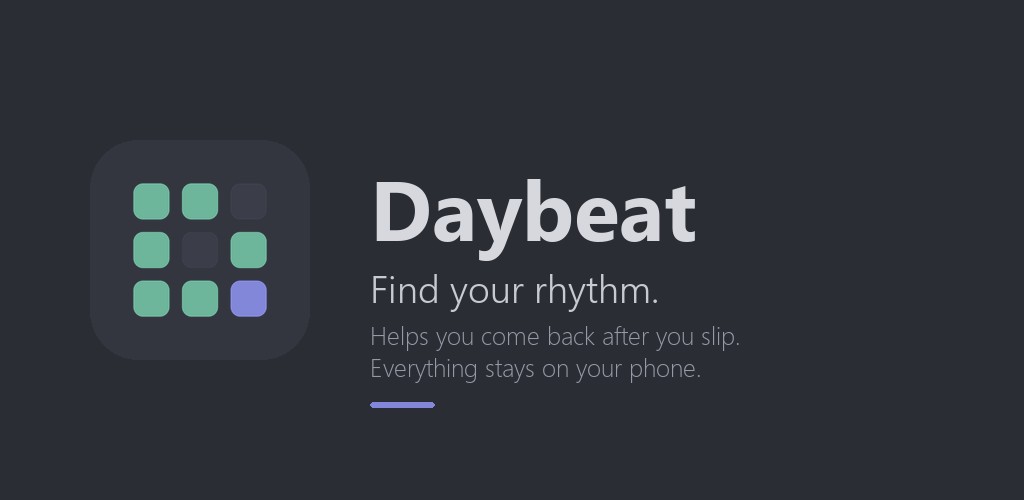 Daybeat
Find your rhythm.
Helps you come back after you slip.
Everything stays on your phone.